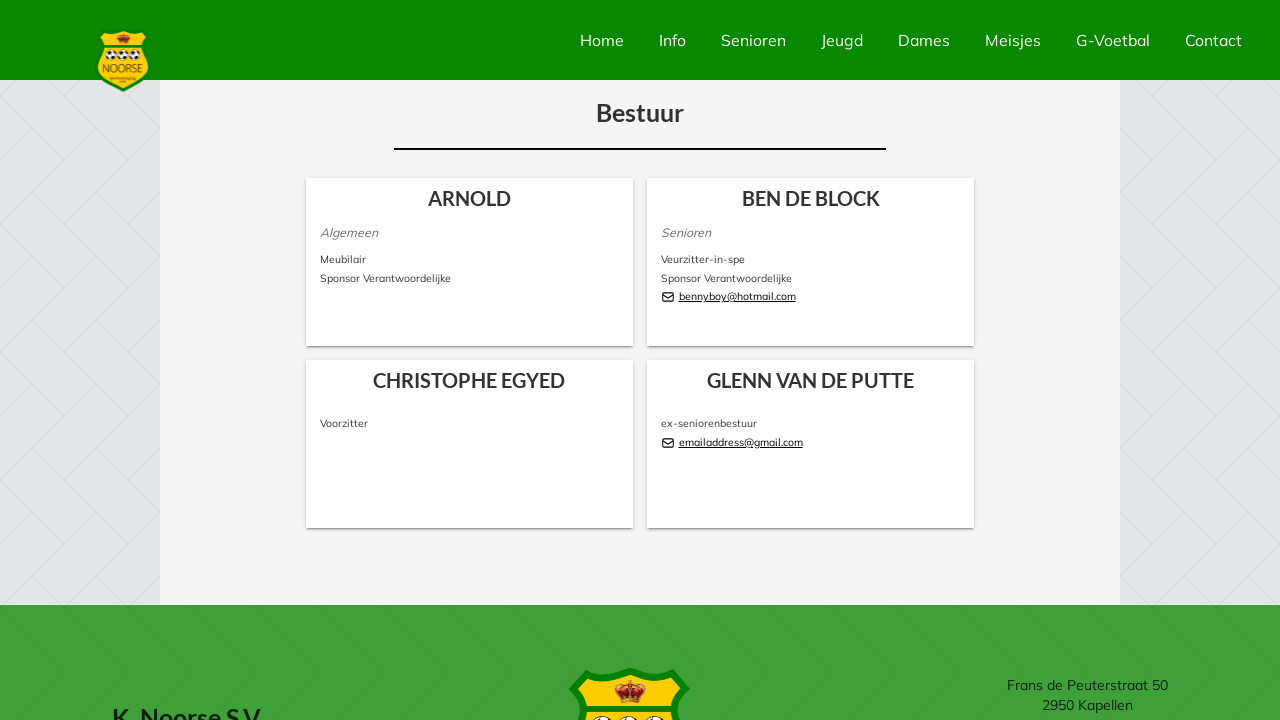 NOORSE
Home Info Senioren Jeugd Dames Meisjes G-Voetbal Contact
Bestuur
ARNOLD
Algemeen
Meubilair
Sponsor Verantwoordelijke
BEN DE BLOCK
Senioren
Veurzitter-in-spe
Sponsor Verantwoordelijke
bennyboy@hotmail.com
CHRISTOPHE EGYED
Voorzitter
GLENN VAN DE PUTTE
ex-seniorenbestuur
emailaddress@gmail.com
K. Noorse S.V.
Frans de Peuterstraat 50
2950 Kapellen